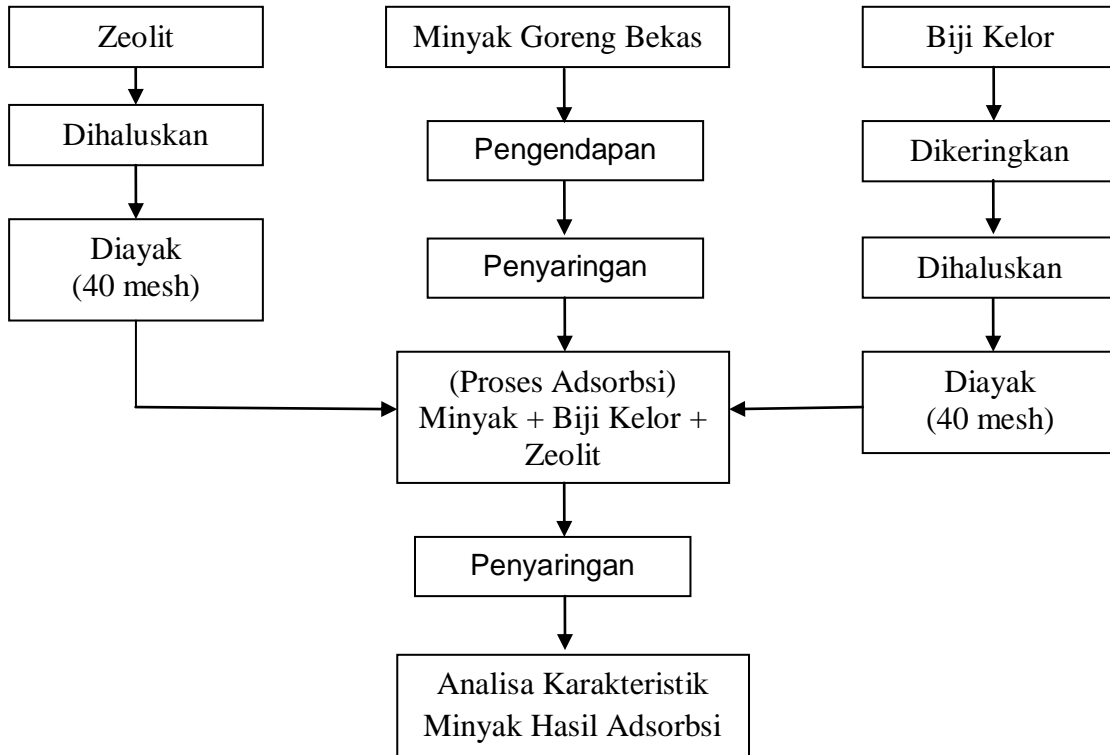 Zeolit
Minyak Goreng Bekas
Biji Kelor
Dihaluskan
Pengendapan
Dikeringkan
Diayak
(40 mesh)
Penyaringan
Dihaluskan
(Proses Adsorbsi)
Minyak + Biji Kelor +
Zeolit
Diayak
(40 mesh)
Penyaringan
Analisa Karakteristik
Minyak Hasil Adsorbsi